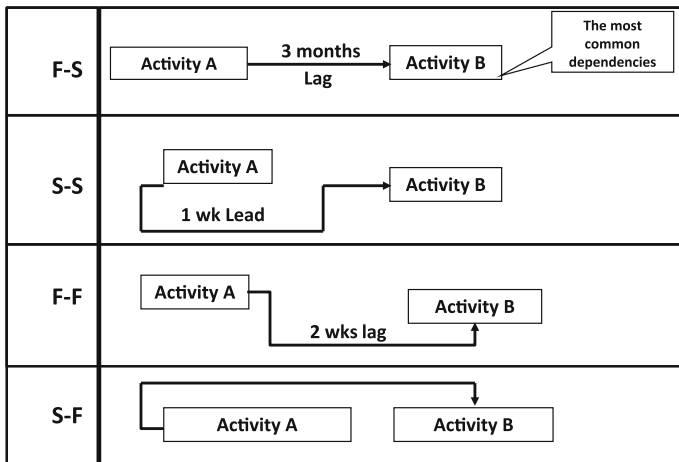 F-S
Activity A
3 months
Lag
Activity B
The most
common
dependencies
S-S
Activity A
1 wk Lead
Activity B
F-F
Activity A
2 wks lag
Activity B
S-F
Activity A
Activity B